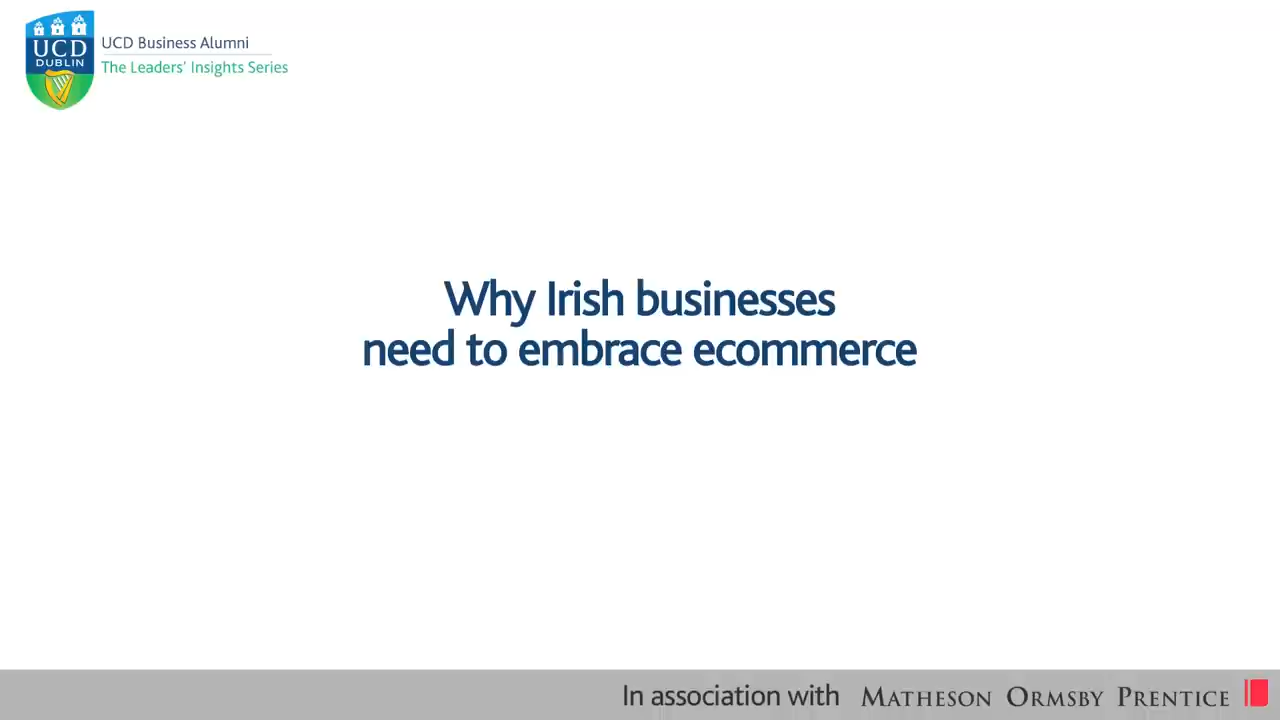 UCD
DUBLIN
UCD Business Alumni
The Leaders' Insights Series
Why Irish businesses
need to embrace ecommerce
In association with Matheson Ormsby Prentice